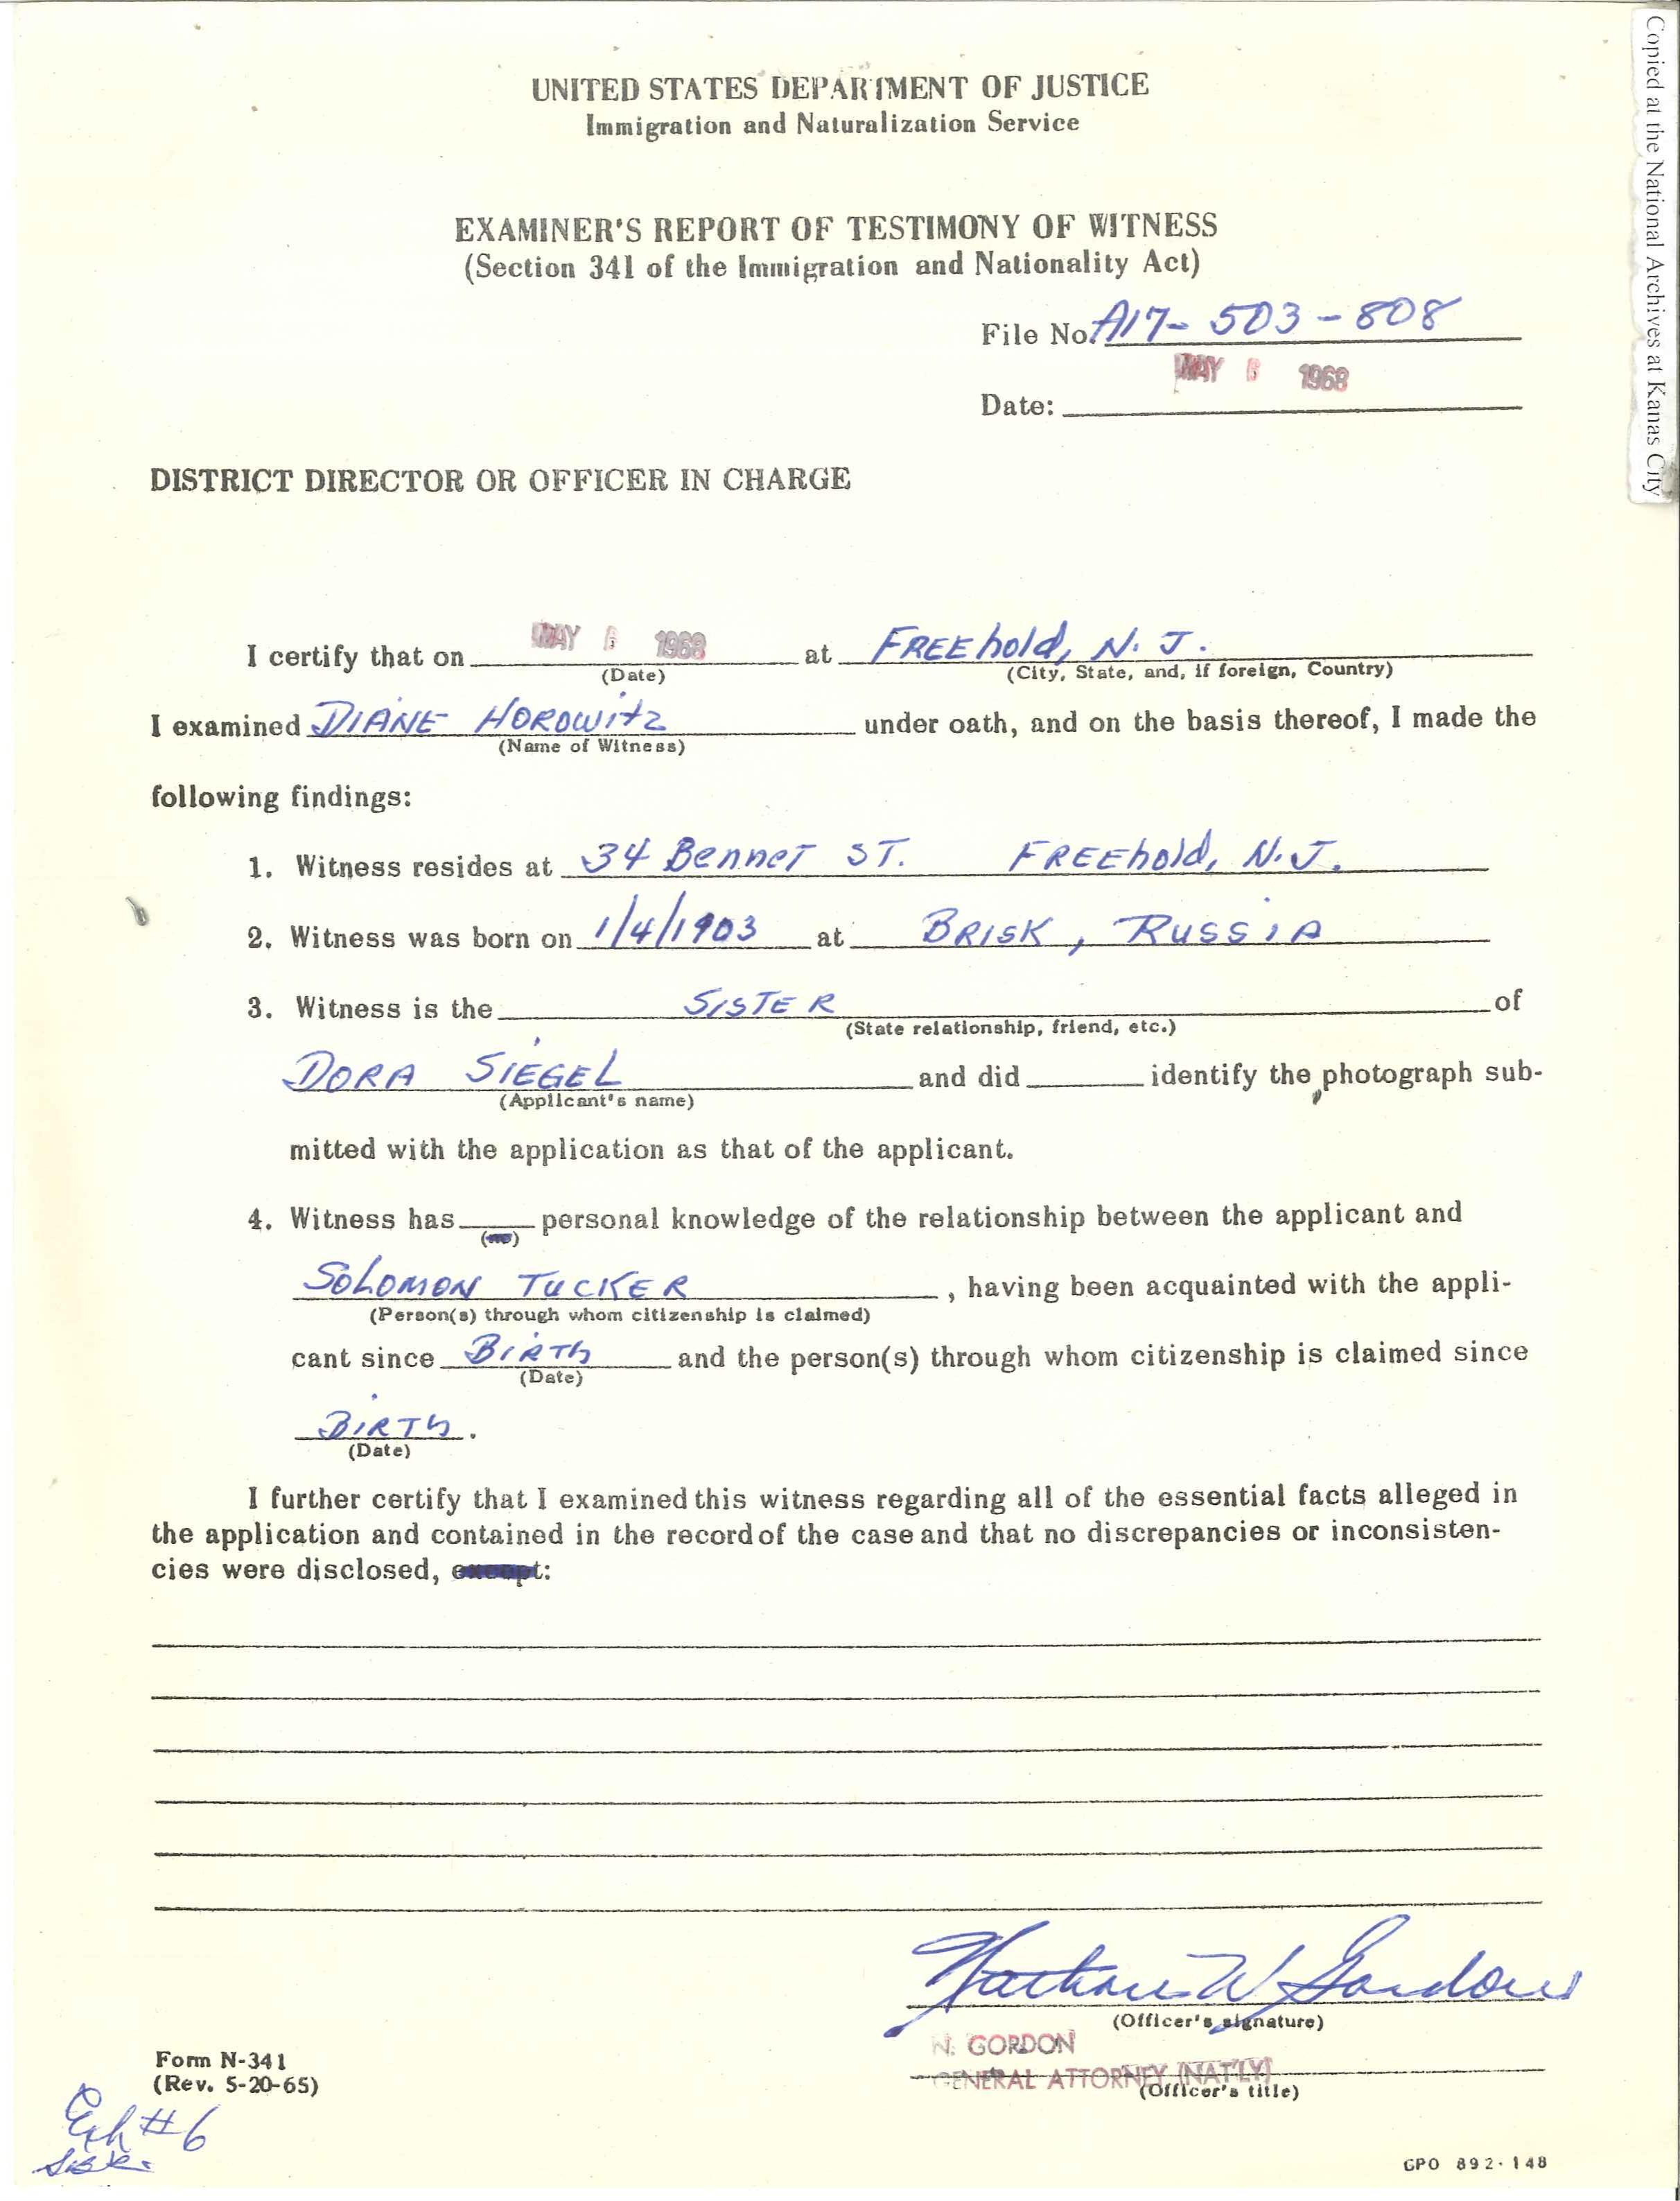 Copied at the National Archives at Kanas City
UNITED STATES DEPARTMENT OF JUSTICE
Immigration and Naturalization Service
EXAMINER'S REPORT OF TESTIMONY OF WITNESS
(Section 341 of the Immigration and Nationality Act)
File No. A17-503-808
MAY 1968
Date:
DISTRICT DIRECTOR OR OFFICER IN CHARGE
I certify that on MAY 1968 at FREEhold, N. J.
(Date) (City, State, and, if foreign, Country)
I examined DIANE HOROWITZ under oath, and on the basis thereof, I made the
(Name of Witness)
following findings:
1. Witness resides at 34 Bennet ST. FREEhold, N.J.
2. Witness was born on 1/4/1903 at BRISK, RUSSIA
3. Witness is the SISTER of
(State relationship, friend, etc.)
DORA SIEGEL and did identify the photograph sub-
(Applicant's name)
mitted with the application as that of the applicant.
4. Witness has personal knowledge of the relationship between the applicant and
SOLOMON TUCKER, having been acquainted with the appli-
(Person(s) through whom citizenship is claimed)
cant since BIRTh and the person(s) through whom citizenship is claimed since
(Date)
BIRTh.
(Date)
I further certify that I examined this witness regarding all of the essential facts alleged in
the application and contained in the record of the case and that no discrepancies or inconsisten-
cies were disclosed, except:
Nathan W Gordon
(Officer's signature)
N. GORDON
GENERAL ATTORNEY (NAT'LY)
(Officer's title)
Form N-341
(Rev. 5-20-65)
Exh #6
GPO 892-148